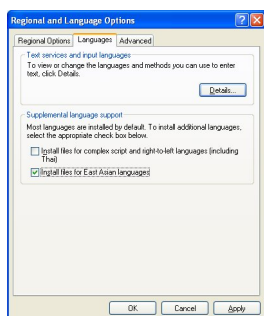 Regional and Language Options
Regional Options Languages Advanced
Text services and input languages
To view or change the languages and methods you can use to enter
text, click Details.
Details...
Supplemental language support
Most languages are installed by default. To install additional languages,
select the appropriate check box below.
Install files for complex script and right-to-left languages (including
Thai)
Install files for East Asian languages
OK Cancel Apply